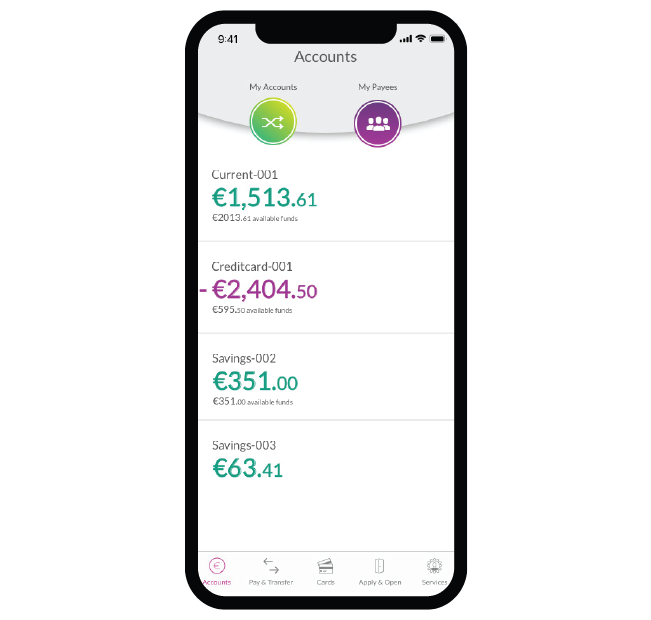 9:41
Accounts
My Accounts My Payees
Current-001
€1,513.61
€2013.61 available funds
Creditcard-001
- €2,404.50
€595.50 available funds
Savings-002
€351.00
€351.00 available funds
Savings-003
€63.41
Accounts Pay & Transfer Cards Apply & Open Services